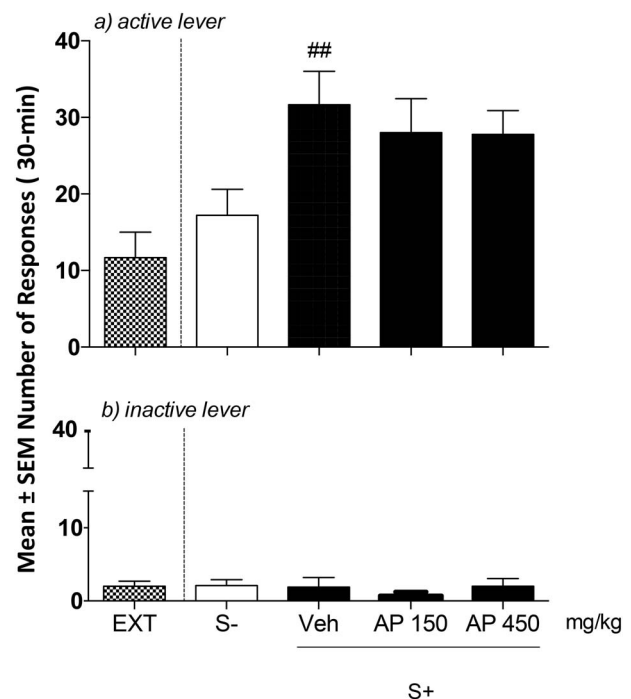 a) active lever
40
##
30
20
10
0
Mean ± SEM Number of Responses ( 30-min)
b) inactive lever
40
10
0
EXT S- Veh AP 150 AP 450 mg/kg
S+